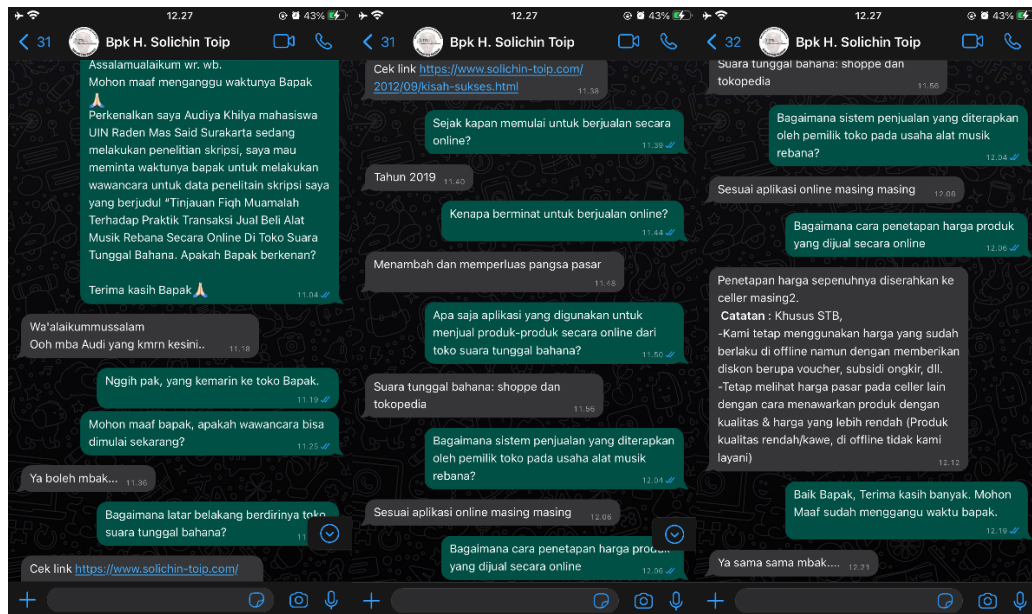 12.27
43%
31
Bpk H. Solichin Toip
Assalamualaikum wr. wb.
Mohon maaf menganggu waktunya Bapak
🙏🏻
Perkenalkan saya Audiya Khilya mahasiswa
UIN Raden Mas Said Surakarta sedang
melakukan penelitian skripsi, saya mau
meminta waktunya bapak untuk melakukan
wawancara untuk data penelitain skripsi saya
yang berjudul “Tinjauan Fiqh Muamalah
Terhadap Praktik Transaksi Jual Beli Alat
Musik Rebana Secara Online Di Toko Suara
Tunggal Bahana. Apakah Bapak berkenan?
Terima kasih Bapak🙏🏻
11.04
Wa'alaikummussalam
Ooh mba Audi yang kmrn kesini..
11.18
Nggih pak, yang kemarin ke toko Bapak.
11.19
Mohon maaf bapak, apakah wawancara bisa
dimulai sekarang?
11.25
Ya boleh mbak...
11.36
Bagaimana latar belakang berdirinya toko
suara tunggal bahana?
11
Cek link https://www.solichin-toip.com/
12.27
43%
31
Bpk H. Solichin Toip
Cek link https://www.solichin-toip.com/
2012/09/kisah-sukses.html
11.38
Sejak kapan memulai untuk berjualan secara
online?
11.39
Tahun 2019
11.40
Kenapa berminat untuk berjualan online?
11.44
Menambah dan memperluas pangsa pasar
11.48
Apa saja aplikasi yang digunakan untuk
menjual produk-produk secara online dari
toko suara tunggal bahana?
11.50
Suara tunggal bahana: shoppe dan
tokopedia
11.56
Bagaimana sistem penjualan yang diterapkan
oleh pemilik toko pada usaha alat musik
rebana?
12.04
Sesuai aplikasi online masing masing
12.06
Bagaimana cara penetapan harga produk
yang dijual secara online
12.06
12.27
43%
32
Bpk H. Solichin Toip
Suara tunggal bahana: shoppe dan
tokopedia
11.56
Bagaimana sistem penjualan yang diterapkan
oleh pemilik toko pada usaha alat musik
rebana?
12.04
Sesuai aplikasi online masing masing
12.06
Bagaimana cara penetapan harga produk
yang dijual secara online
12.06
Penetapan harga sepenuhnya diserahkan ke
celler masing2.
Catatan : Khusus STB,
-Kami tetap menggunakan harga yang sudah
berlaku di offline namun dengan memberikan
diskon berupa voucher, subsidi ongkir, dll.
-Tetap melihat harga pasar pada celler lain
dengan cara menawarkan produk dengan
kualitas & harga yang lebih rendah (Produk
kualitas rendah/kawe, di offline tidak kami
layani)
12.12
Baik Bapak, Terima kasih banyak. Mohon
Maaf sudah menggangu waktu bapak.
12.19
Ya sama sama mbak....
12.21